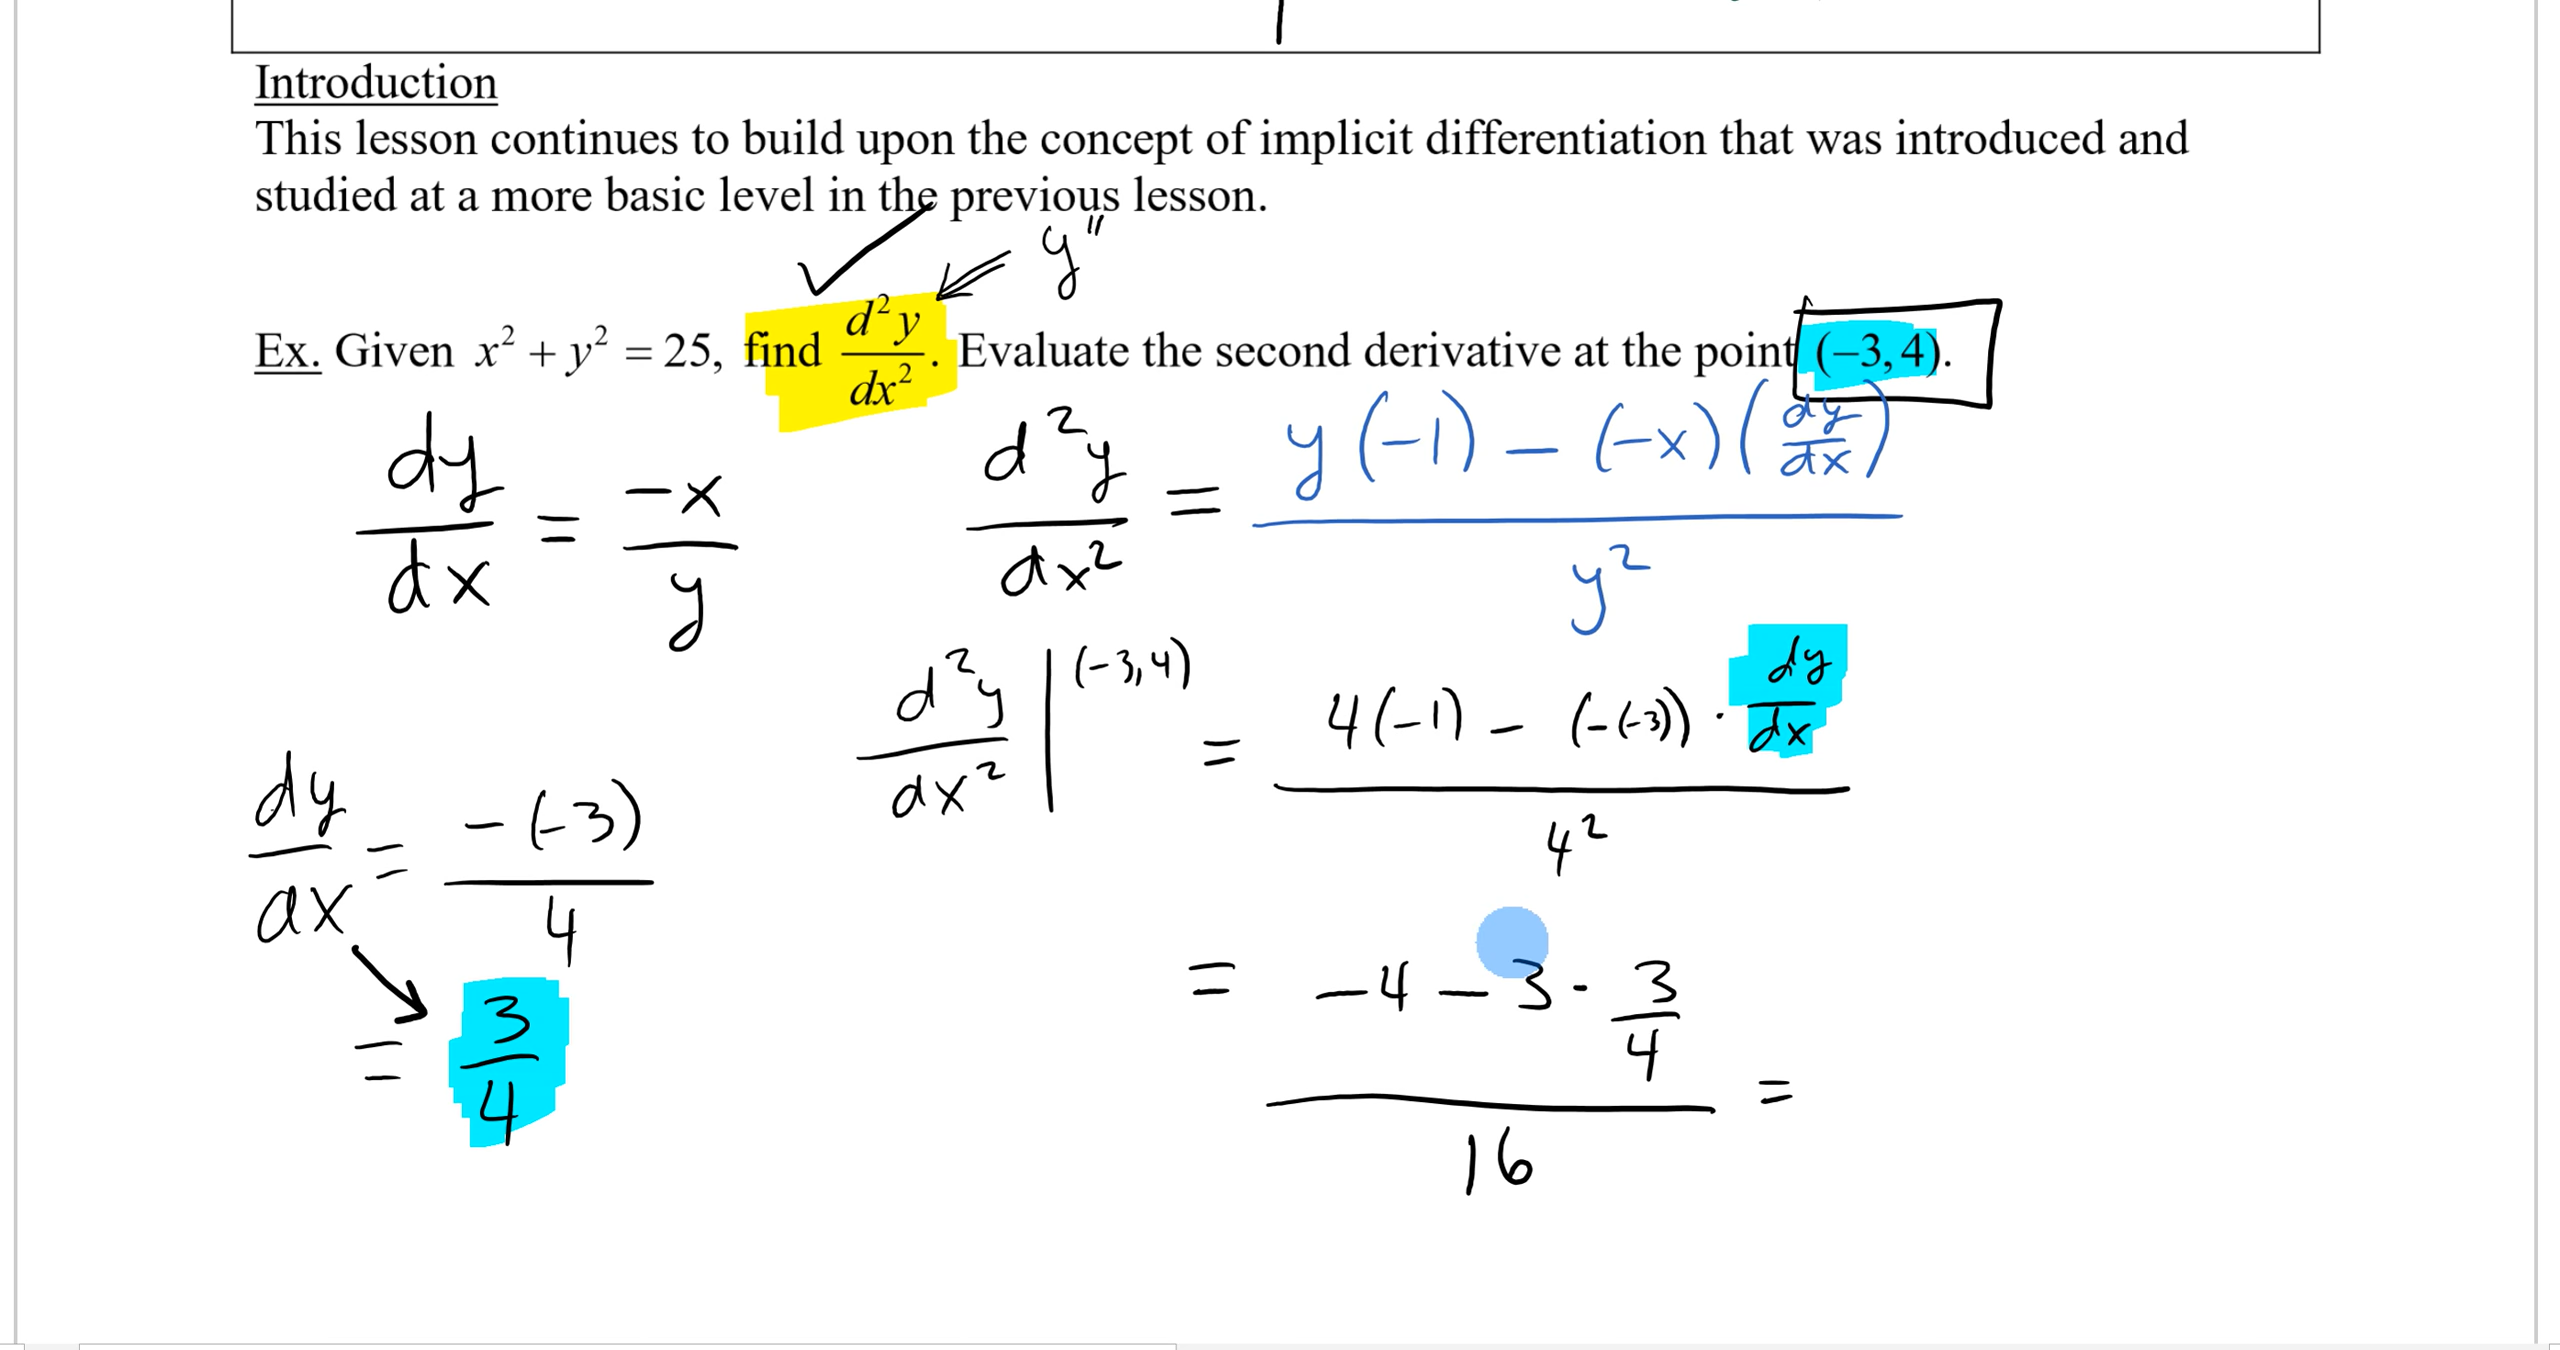 Introduction
This lesson continues to build upon the concept of implicit differentiation that was introduced and
studied at a more basic level in the previous lesson.
y"
Ex. Given x² + y² = 25, find d²y/dx². Evaluate the second derivative at the point (−3, 4).
dy/dx = -x/y
d²y/dx² = (y(-1) - (-x)(dy/dx))/y²
d²y/dx² | (-3,4) = (4(-1) - (-(-3)) · dy/dx)/4²
dy/dx = -(-3)/4
= 3/4
= (-4 - 3 · 3/4)/16 =